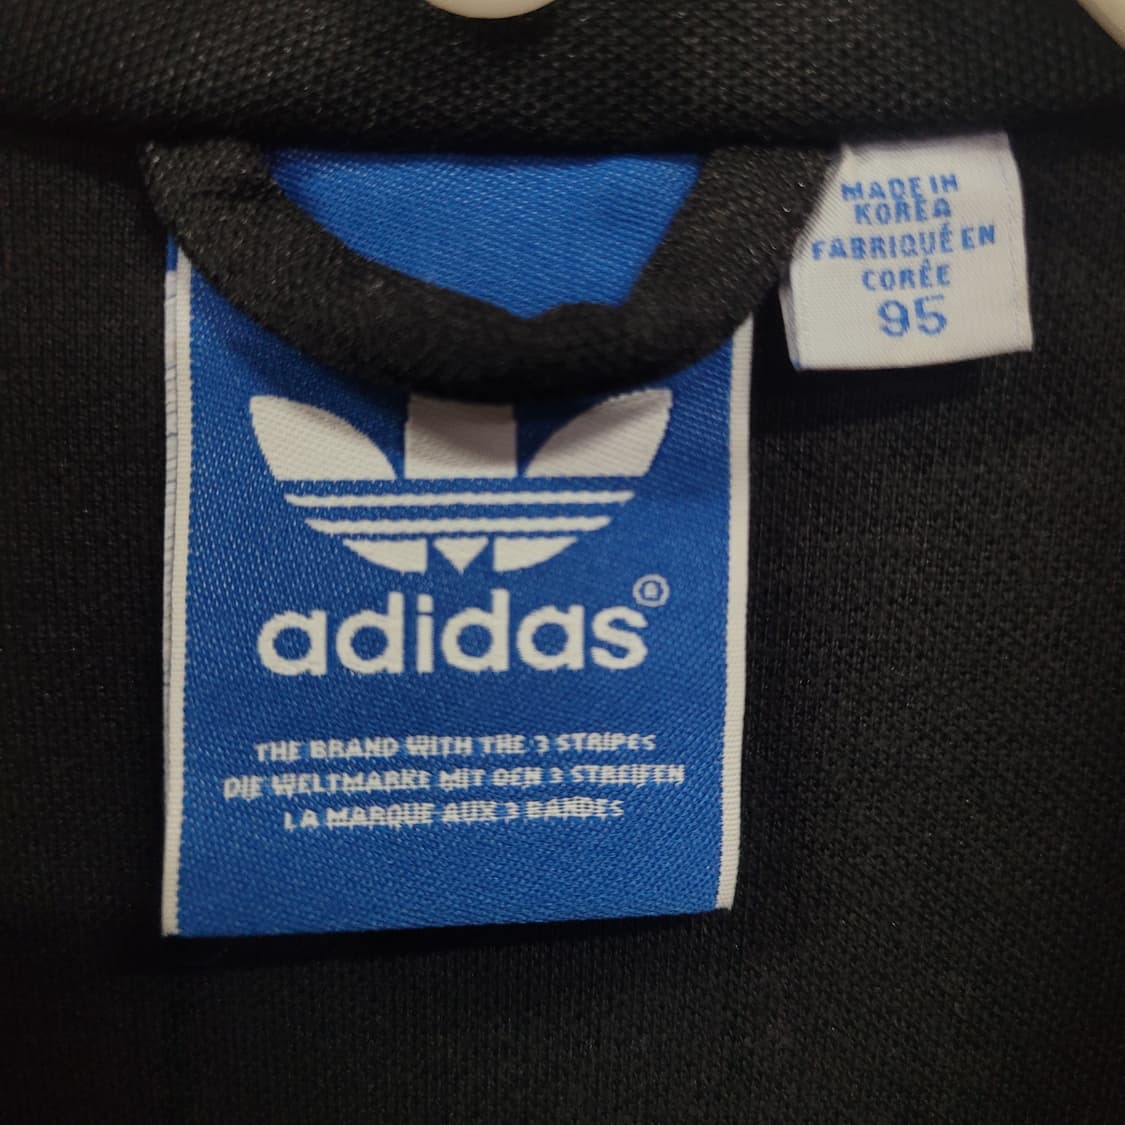 MADE IN
KOREA
FABRIQUÉ EN
CORÉE
95
adidas®
THE BRAND WITH THE 3 STRIPES
DIE WELTMARKE MIT DEN 3 STREIFEN
LA MARQUE AUX 3 BANDES